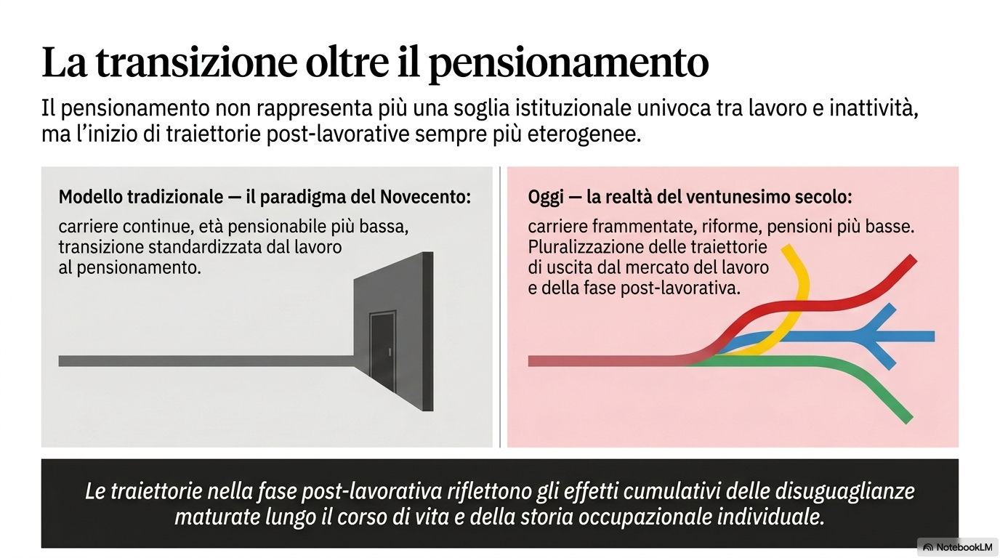 La transizione oltre il pensionamento
Il pensionamento non rappresenta più una soglia istituzionale univoca tra lavoro e inattività,
ma l’inizio di traiettorie post-lavorative sempre più eterogenee.
Modello tradizionale — il paradigma del Novecento:
carriere continue, età pensionabile più bassa,
transizione standardizzata dal lavoro
al pensionamento.
Oggi — la realtà del ventunesimo secolo:
carriere frammentate, riforme, pensioni più basse.
Pluralizzazione delle traiettorie
di uscita dal mercato del lavoro
e della fase post-lavorativa.
Le traiettorie nella fase post-lavorativa riflettono gli effetti cumulativi delle disuguaglianze
maturate lungo il corso di vita e della storia occupazionale individuale.
NotebookLM